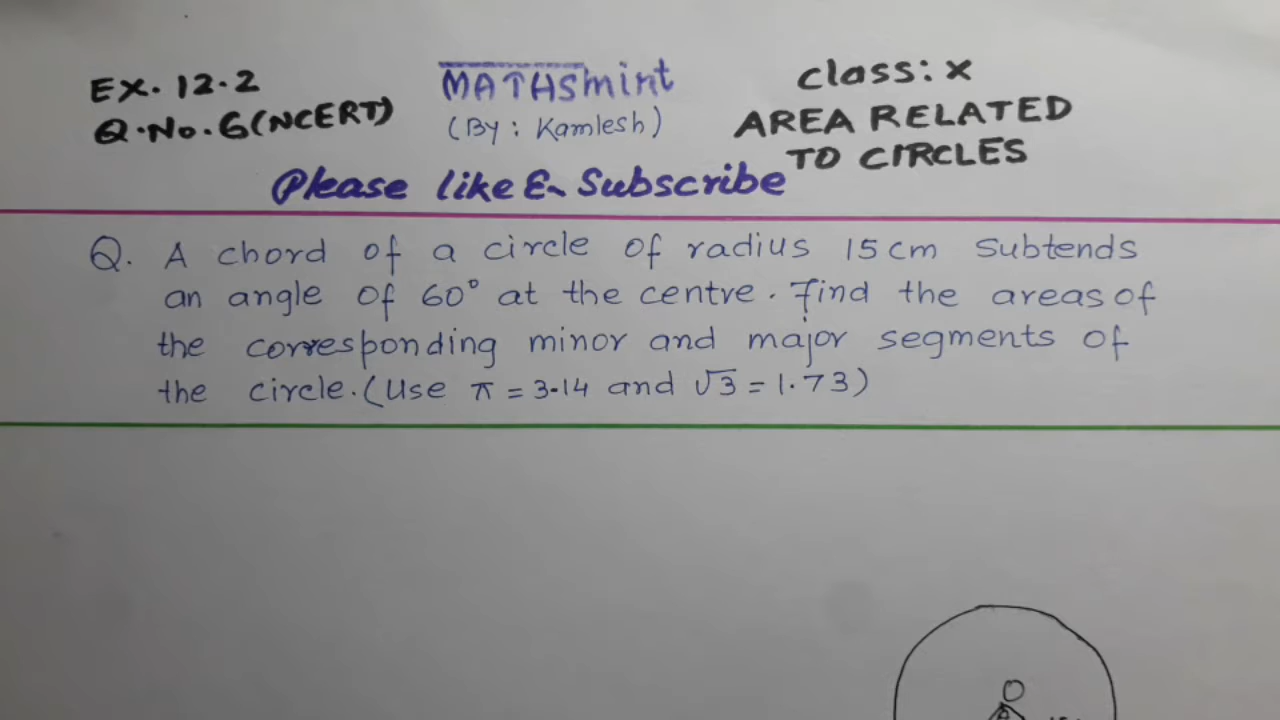 EX. 12.2
Q.No.6(NCERT)
MATHSmint
(By: Kamlesh)
class: X
AREA RELATED
TO CIRCLES
Please like & Subscribe
Q. A chord of a circle of radius 15 cm Subtends
an angle of 60° at the centre. Find the areas of
the corresponding minor and major segments of
the circle. (Use π = 3.14 and √3 = 1.73)
O